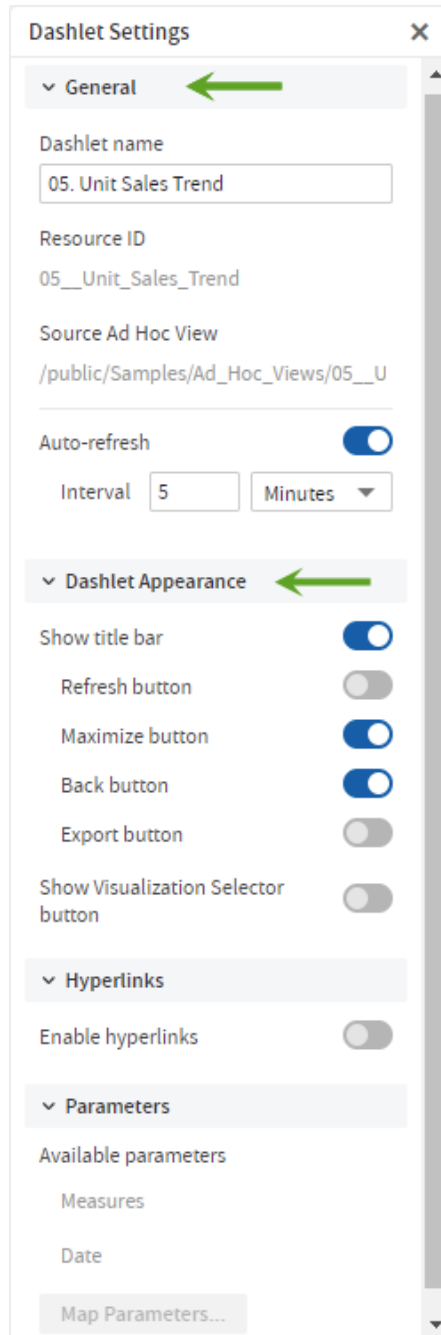 Dashlet Settings
General
Dashlet name
05. Unit Sales Trend
Resource ID
05__Unit_Sales_Trend
Source Ad Hoc View
/public/Samples/Ad_Hoc_Views/05__U
Auto-refresh
Interval 5 Minutes
Dashlet Appearance
Show title bar
Refresh button
Maximize button
Back button
Export button
Show Visualization Selector
button
Hyperlinks
Enable hyperlinks
Parameters
Available parameters
Measures
Date
Map Parameters...